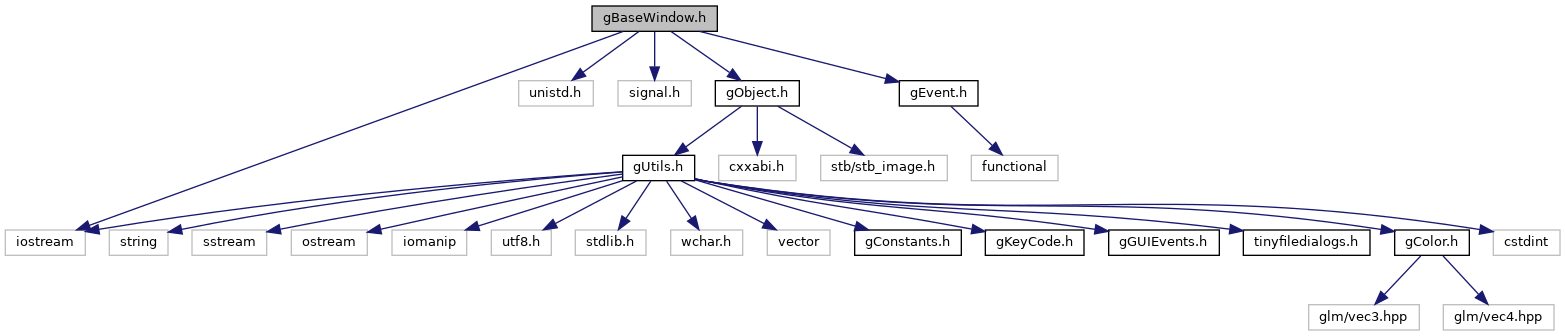 gBaseWindow.h
unistd.h
signal.h
gObject.h
gEvent.h
gUtils.h
cxxabi.h
stb/stb_image.h
functional
iostream
string
sstream
ostream
iomanip
utf8.h
stdlib.h
wchar.h
vector
gConstants.h
gKeyCode.h
gGUIEvents.h
tinyfiledialogs.h
gColor.h
cstdint
glm/vec3.hpp
glm/vec4.hpp